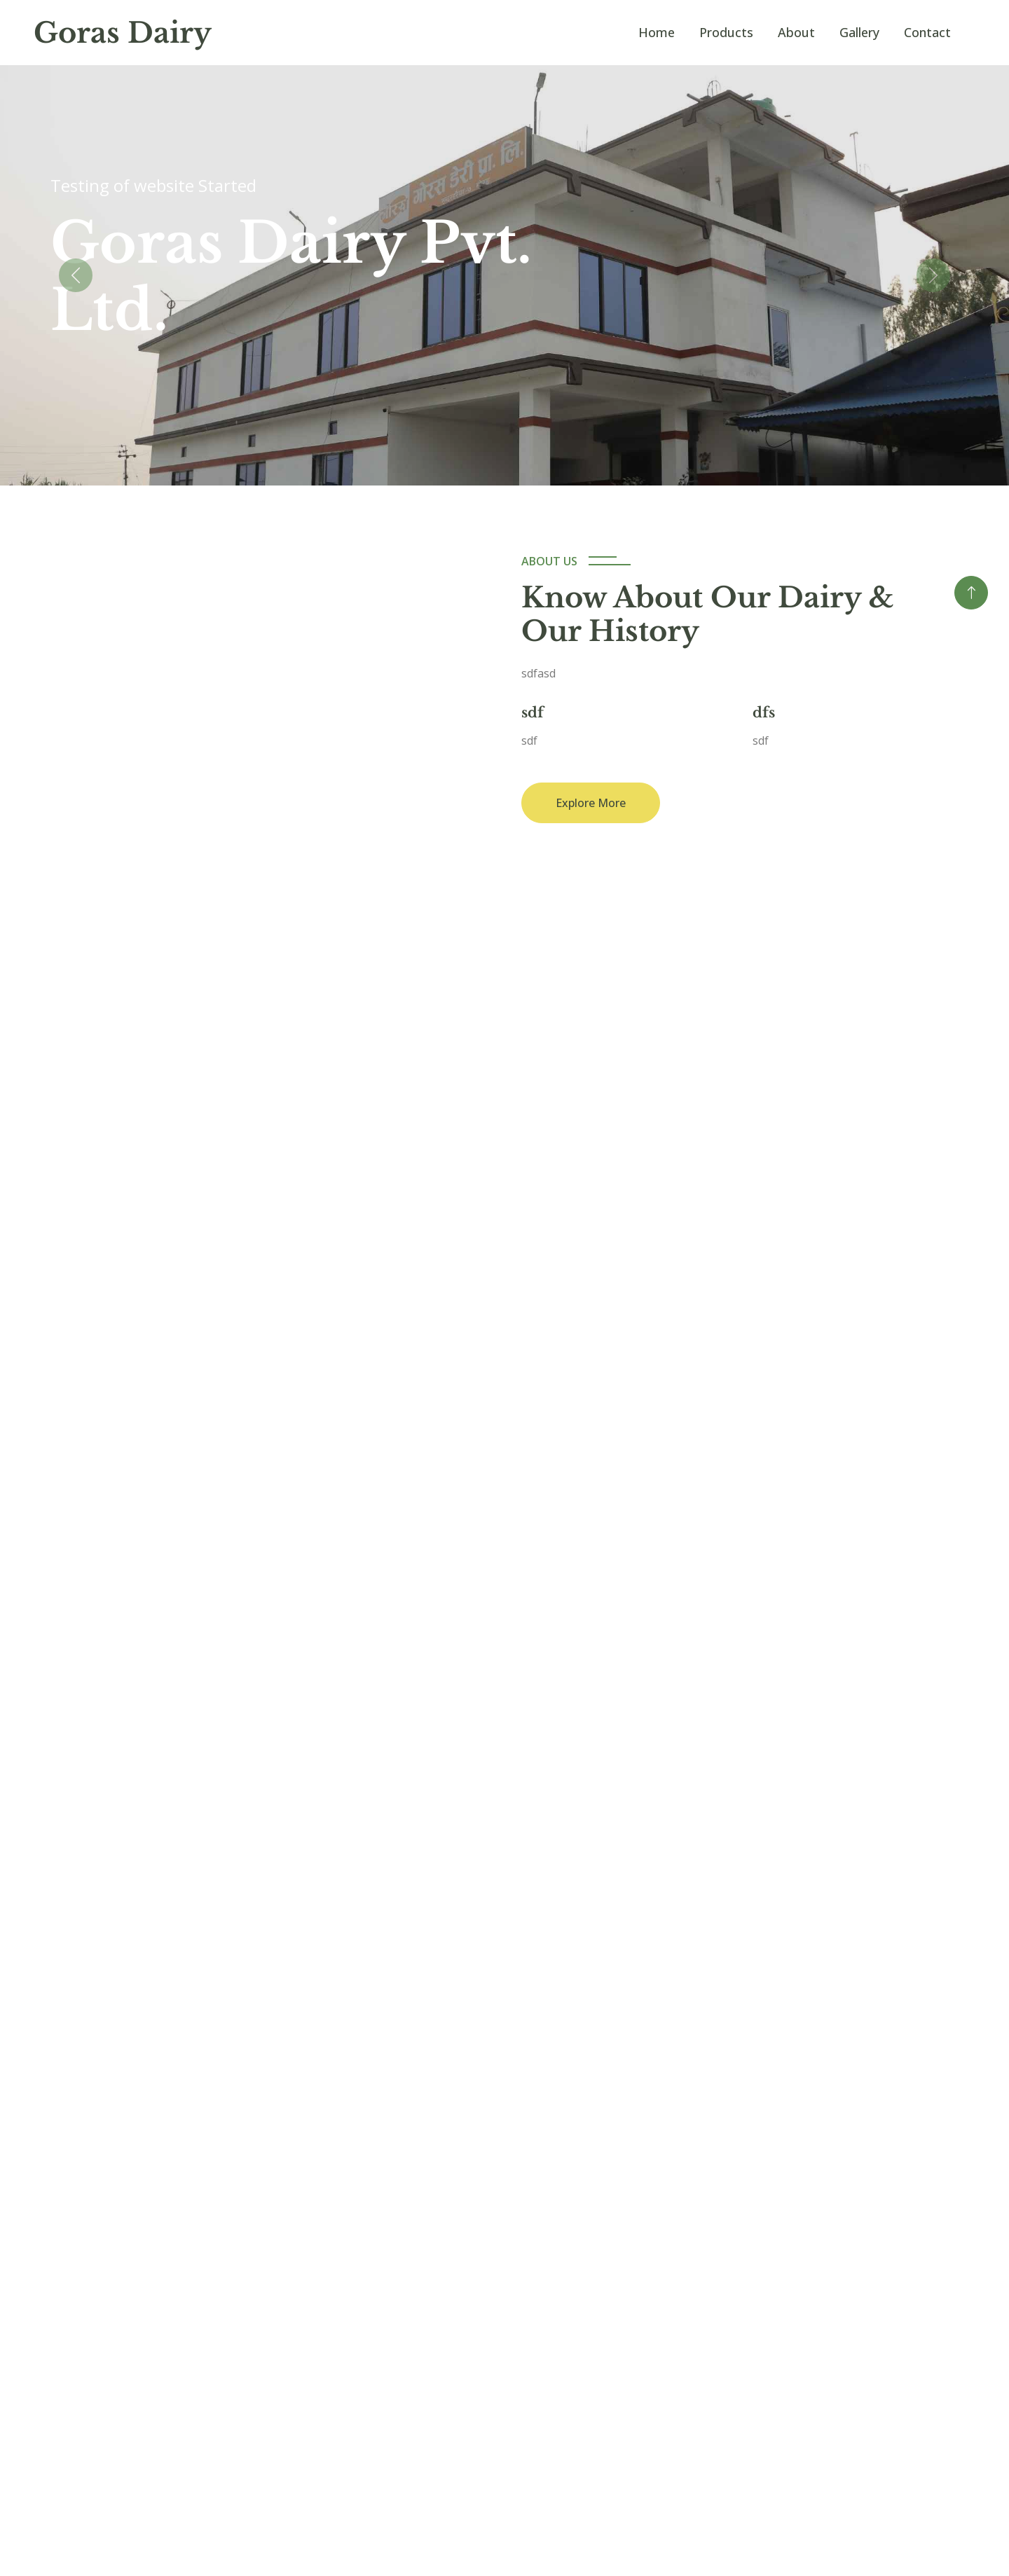 Goras Dairy
Home Products About Gallery Contact
गोरस डेरी प्रा. लि.
Testing of website Started
Goras Dairy Pvt.
Ltd.
ABOUT US
Know About Our Dairy &
Our History
sdfasd
sdf dfs
sdf sdf
Explore More